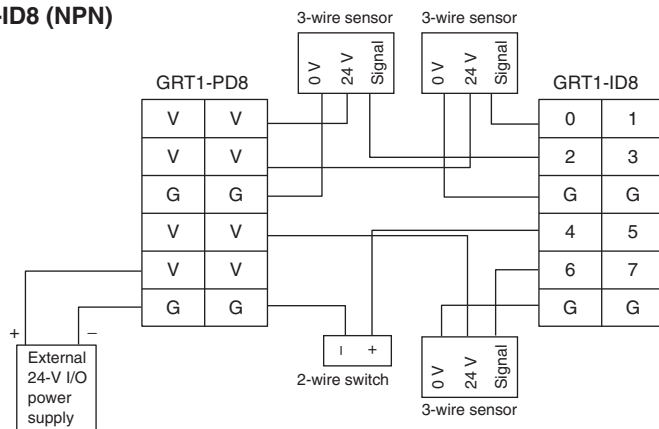 -ID8 (NPN)
3-wire sensor
3-wire sensor
0 V
24 V
Signal
0 V
24 V
Signal
GRT1-PD8
GRT1-ID8
V V
0 1
V V
2 3
G G
G G
V V
4 5
V V
6 7
G G
G G
+ −
External
24-V I/O
power
supply
− +
2-wire switch
0 V
24 V
Signal
3-wire sensor